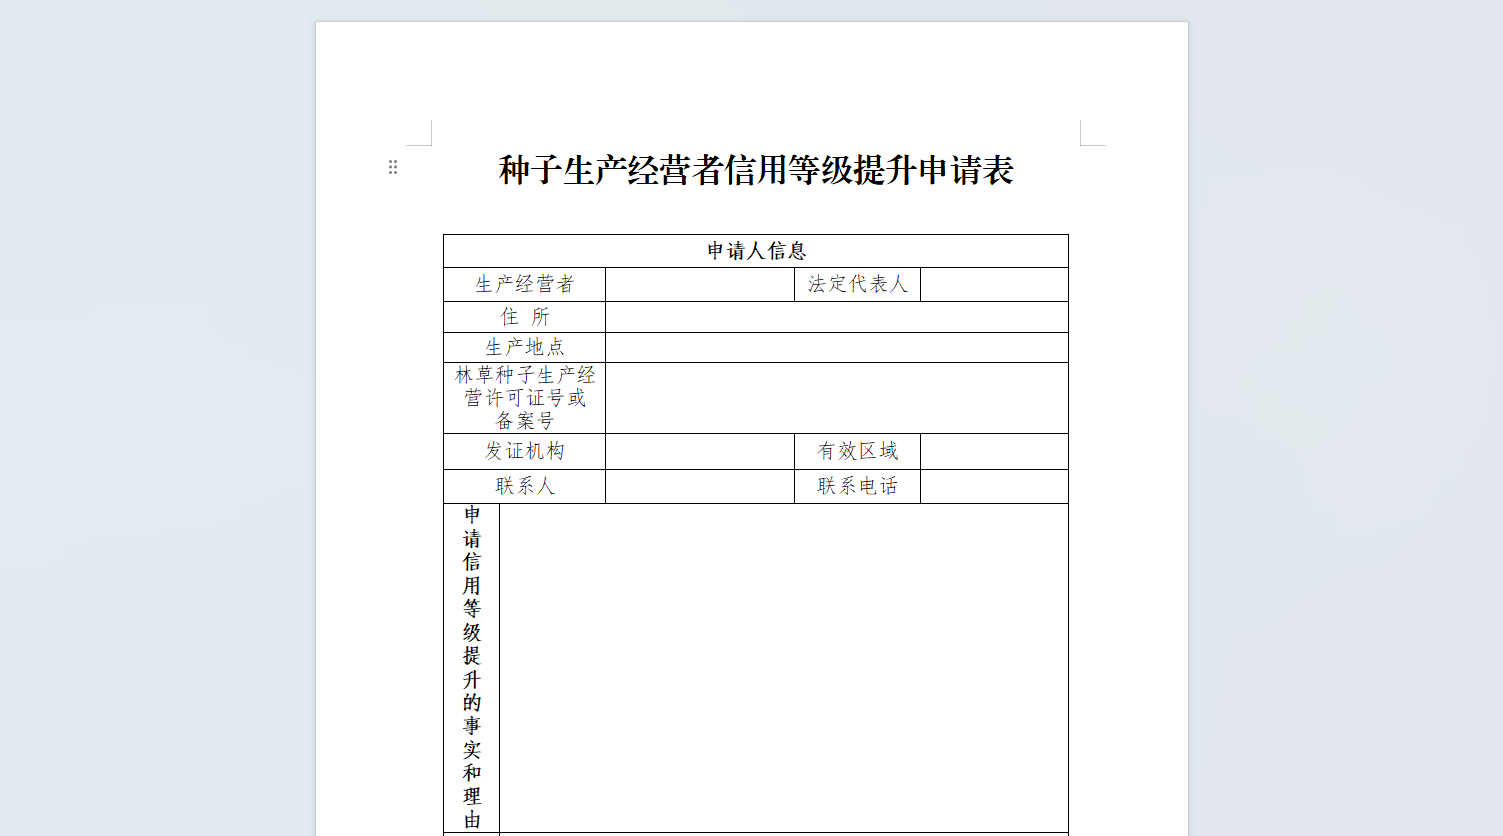 种子生产经营者信用等级提升申请表
申请人信息
生产经营者 法定代表人
住 所
生产地点
林草种子生产经
营许可证号或
备案号
发证机构 有效区域
联系人 联系电话
申
请
信
用
等
级
提
升
的
事
实
和
理
由